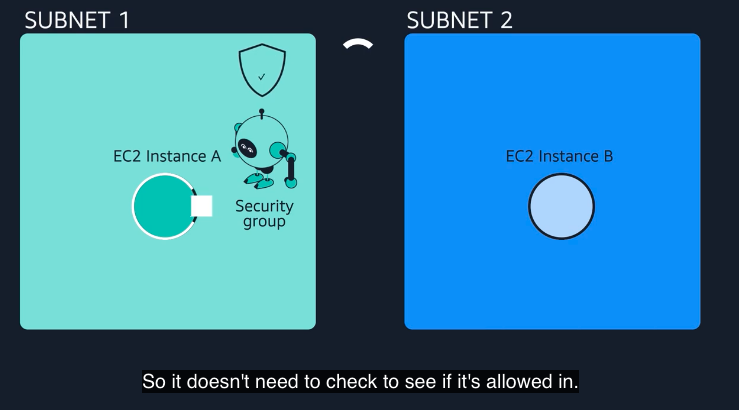 SUBNET 1
SUBNET 2
EC2 Instance A
EC2 Instance B
Security
group
So it doesn't need to check to see if it's allowed in.